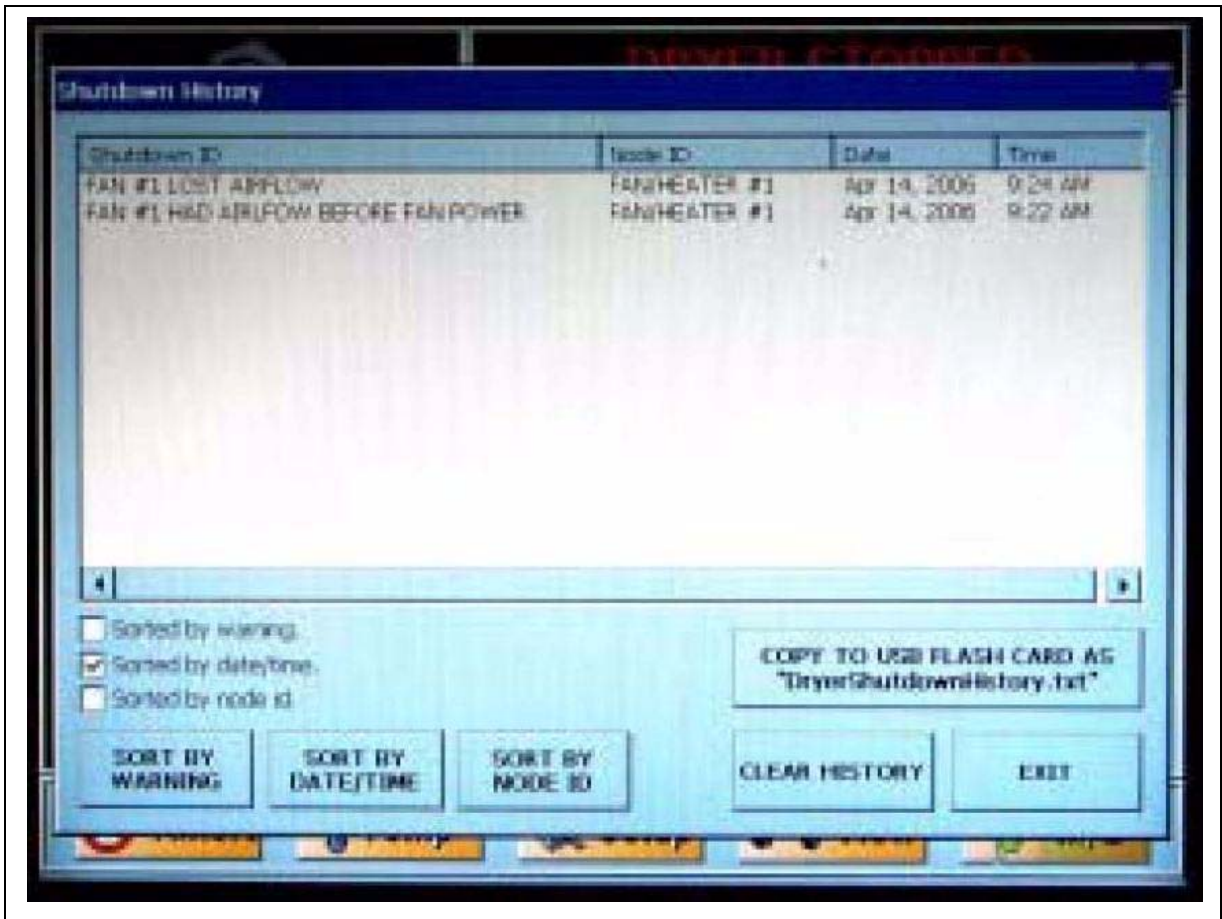 DRYER STOPPED
Shutdown History
Shutdown ID Node ID Date Time
FAN #1 LOST AIRFLOW FAN/HEATER #1 Apr 14, 2006 9:24 AM
FAN #1 HAD AIRLFOW BEFORE FAN POWER FAN/HEATER #1 Apr 14, 2006 9:22 AM
Sorted by warning.
Sorted by date/time.
Sorted by node id.
COPY TO USB FLASH CARD AS
"DryerShutdownHistory.txt"
SORT BY WARNING
SORT BY DATE/TIME
SORT BY NODE ID
CLEAR HISTORY
EXIT